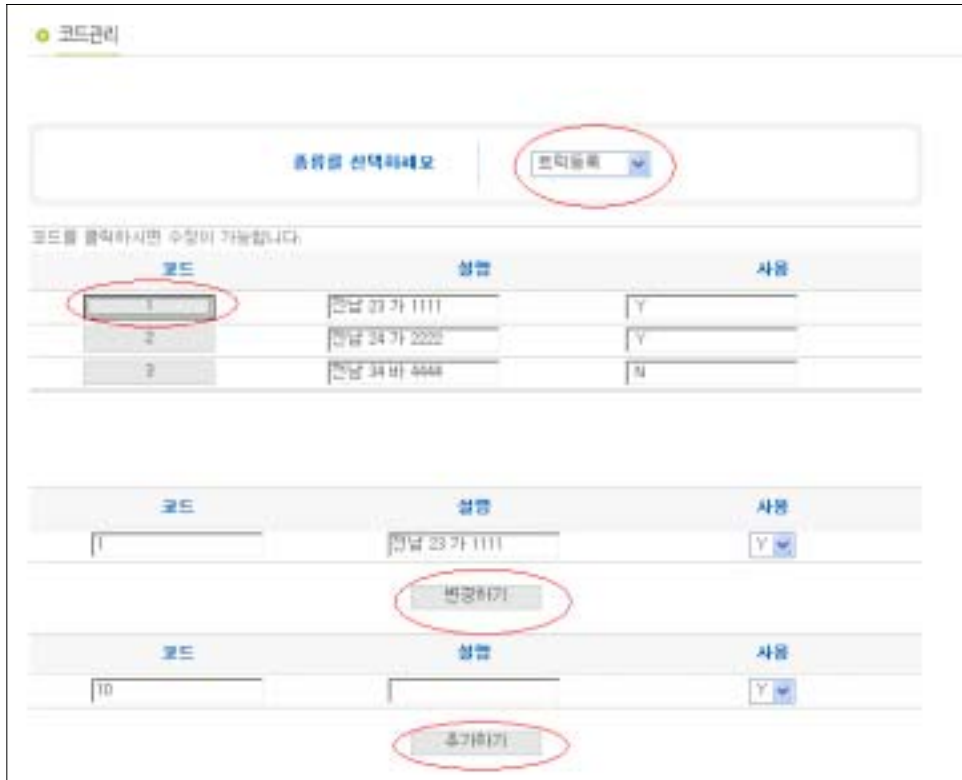 코드관리
종류를 선택하세요 트럭등록
코드를 클릭하시면 수정이 가능합니다.
코드 설명 사용
1 전남 23 가 1111 Y
2 전남 24 가 2222 Y
3 전남 34 바 4444 N
코드 설명 사용
1 전남 23 가 1111 Y
변경하기
코드 설명 사용
10 Y
추가하기